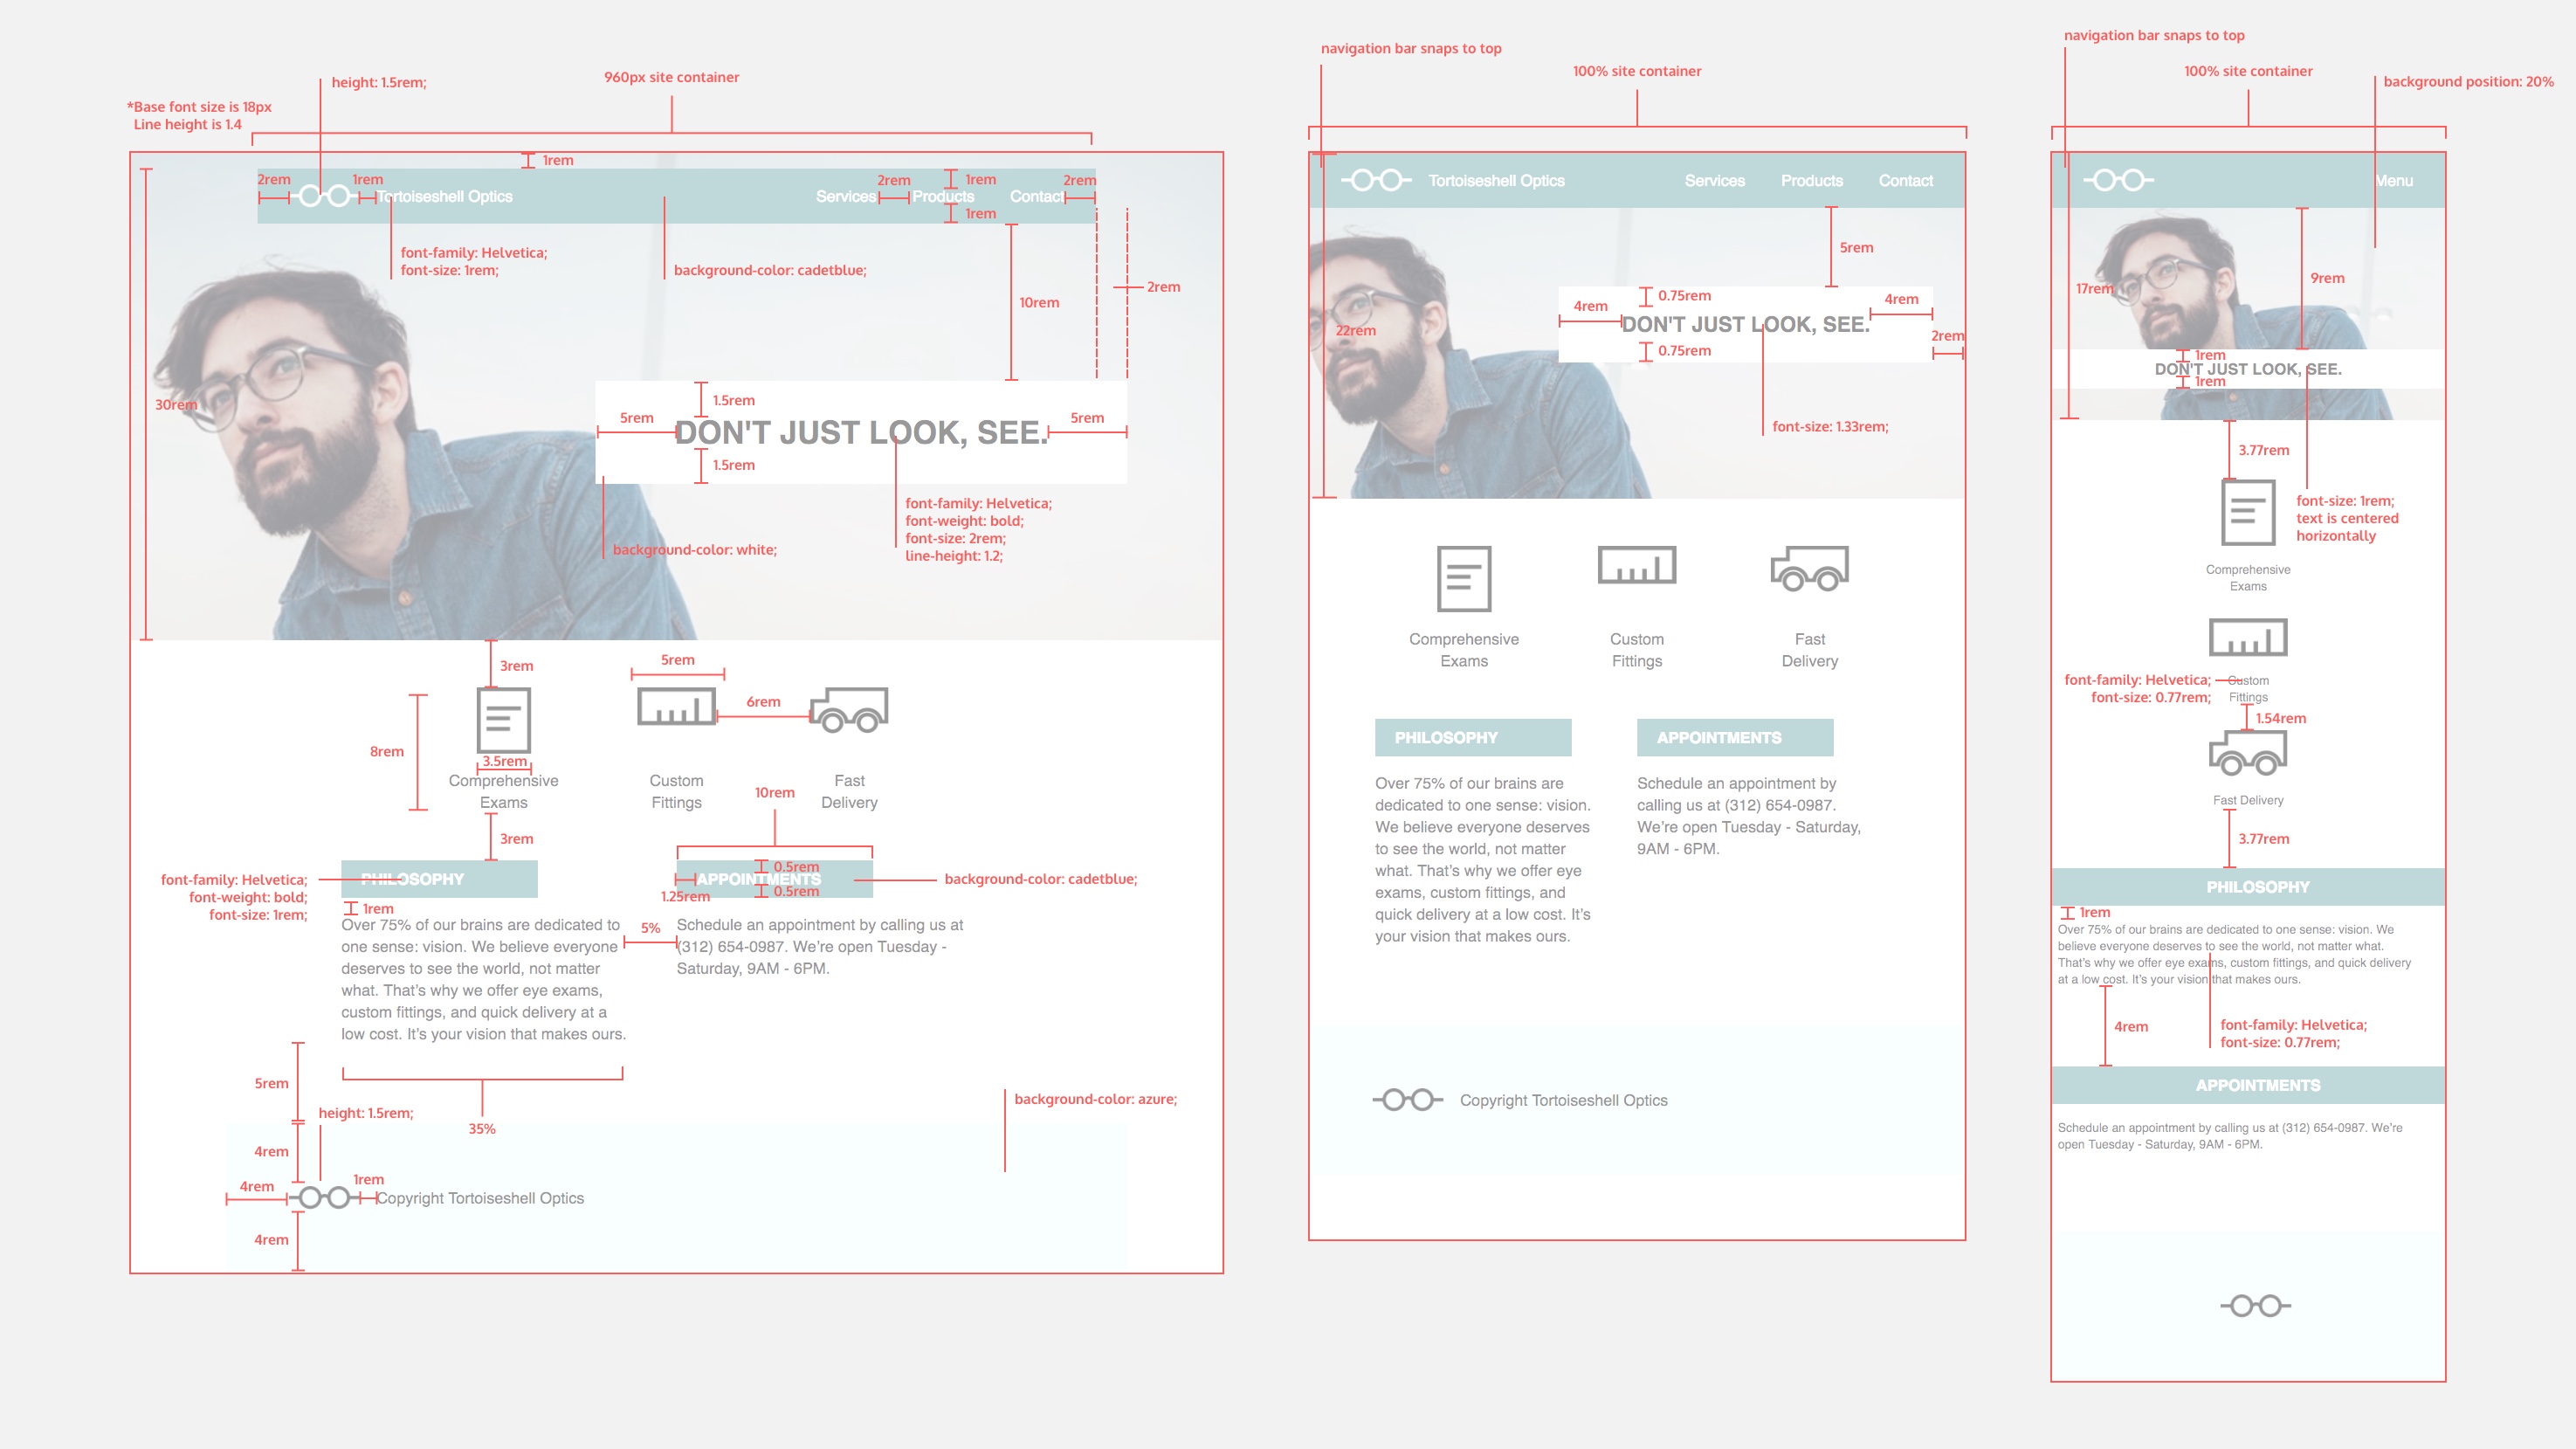 *Base font size is 18px
Line height is 1.4
height: 1.5rem;
960px site container
1rem
2rem
1rem
Tortoiseshell Optics
Services
2rem
Products
1rem
1rem
Contact
2rem
font-family: Helvetica;
font-size: 1rem;
background-color: cadetblue;
10rem
2rem
30rem
1.5rem
5rem
DON'T JUST LOOK, SEE.
5rem
1.5rem
font-family: Helvetica;
font-weight: bold;
font-size: 2rem;
line-height: 1.2;
background-color: white;
3rem
5rem
6rem
8rem
3.5rem
Comprehensive
Exams
Custom
Fittings
Fast
Delivery
10rem
3rem
font-family: Helvetica;
font-weight: bold;
font-size: 1rem;
PHILOSOPHY
1rem
0.5rem
APPOINTMENTS
0.5rem
1.25rem
background-color: cadetblue;
Over 75% of our brains are dedicated to
one sense: vision. We believe everyone
deserves to see the world, not matter
what. That’s why we offer eye exams,
custom fittings, and quick delivery at a
low cost. It’s your vision that makes ours.
5%
Schedule an appointment by calling us at
(312) 654-0987. We’re open Tuesday -
Saturday, 9AM - 6PM.
5rem
height: 1.5rem;
35%
background-color: azure;
4rem
4rem
1rem
Copyright Tortoiseshell Optics
4rem
navigation bar snaps to top
100% site container
Tortoiseshell Optics
Services
Products
Contact
5rem
4rem
0.75rem
4rem
DON'T JUST LOOK, SEE.
0.75rem
2rem
22rem
font-size: 1.33rem;
Comprehensive
Exams
Custom
Fittings
Fast
Delivery
PHILOSOPHY
APPOINTMENTS
Over 75% of our brains are
dedicated to one sense: vision.
We believe everyone deserves
to see the world, not matter
what. That’s why we offer eye
exams, custom fittings, and
quick delivery at a low cost. It’s
your vision that makes ours.
Schedule an appointment by
calling us at (312) 654-0987.
We’re open Tuesday - Saturday,
9AM - 6PM.
Copyright Tortoiseshell Optics
navigation bar snaps to top
100% site container
background position: 20%
Menu
9rem
17rem
1rem
DON'T JUST LOOK, SEE.
1rem
3.77rem
font-size: 1rem;
text is centered
horizontally
Comprehensive
Exams
font-family: Helvetica;
font-size: 0.77rem;
Custom
Fittings
1.54rem
Fast Delivery
3.77rem
PHILOSOPHY
1rem
Over 75% of our brains are dedicated to one sense: vision. We
believe everyone deserves to see the world, not matter what.
That’s why we offer eye exams, custom fittings, and quick delivery
at a low cost. It’s your vision that makes ours.
4rem
font-family: Helvetica;
font-size: 0.77rem;
APPOINTMENTS
Schedule an appointment by calling us at (312) 654-0987. We’re
open Tuesday - Saturday, 9AM - 6PM.